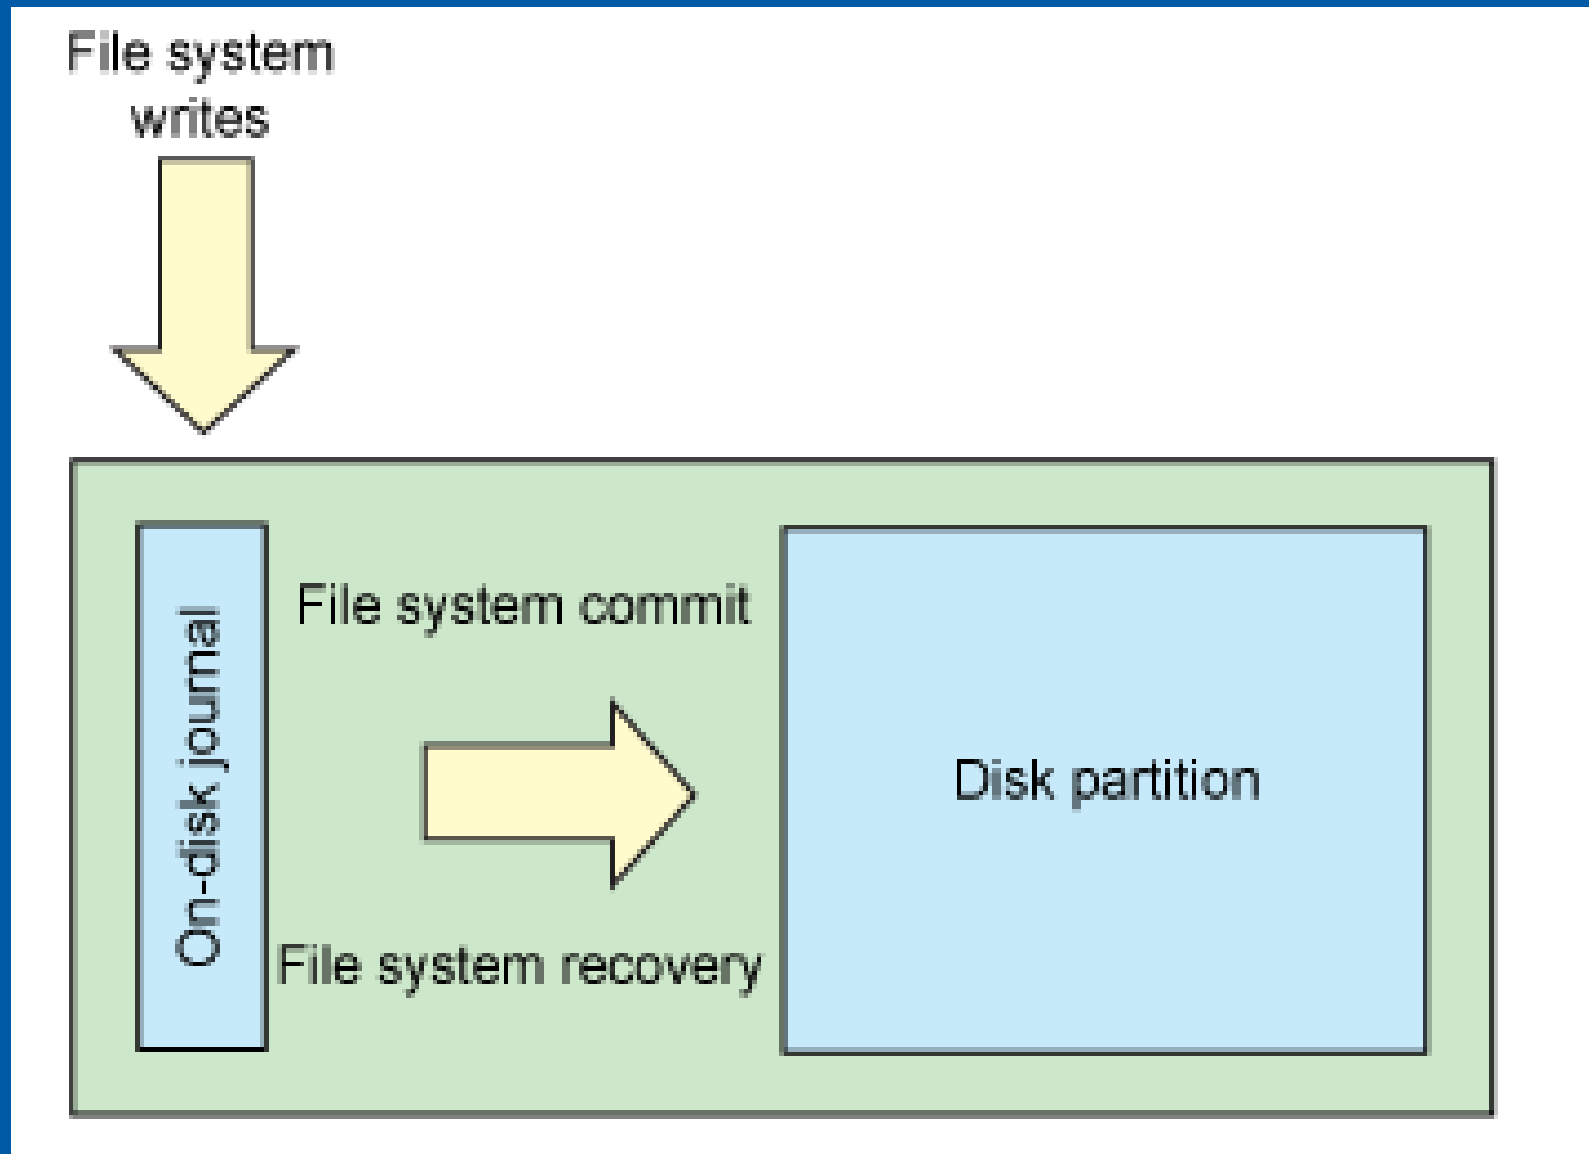 File system
writes
On-disk journal
File system commit
File system recovery
Disk partition